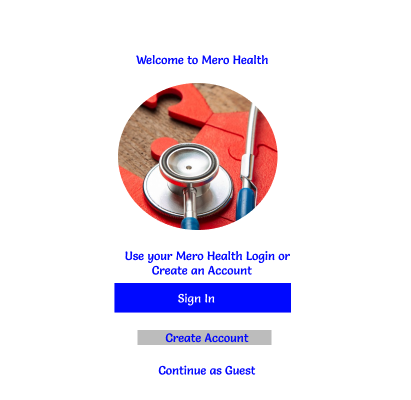 Welcome to Mero Health
Use your Mero Health Login or
Create an Account
Sign In
Create Account
Continue as Guest